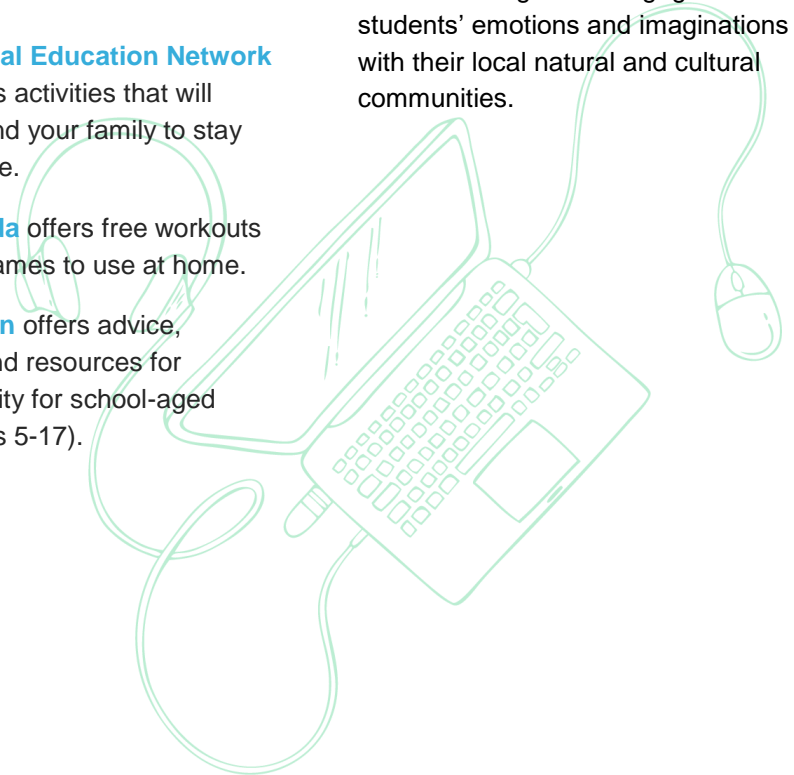 al Education Network
s activities that will
nd your family to stay
e.
da offers free workouts
ames to use at home.
n offers advice,
nd resources for
ity for school-aged
s 5-17).
students’ emotions and imaginations
with their local natural and cultural
communities.